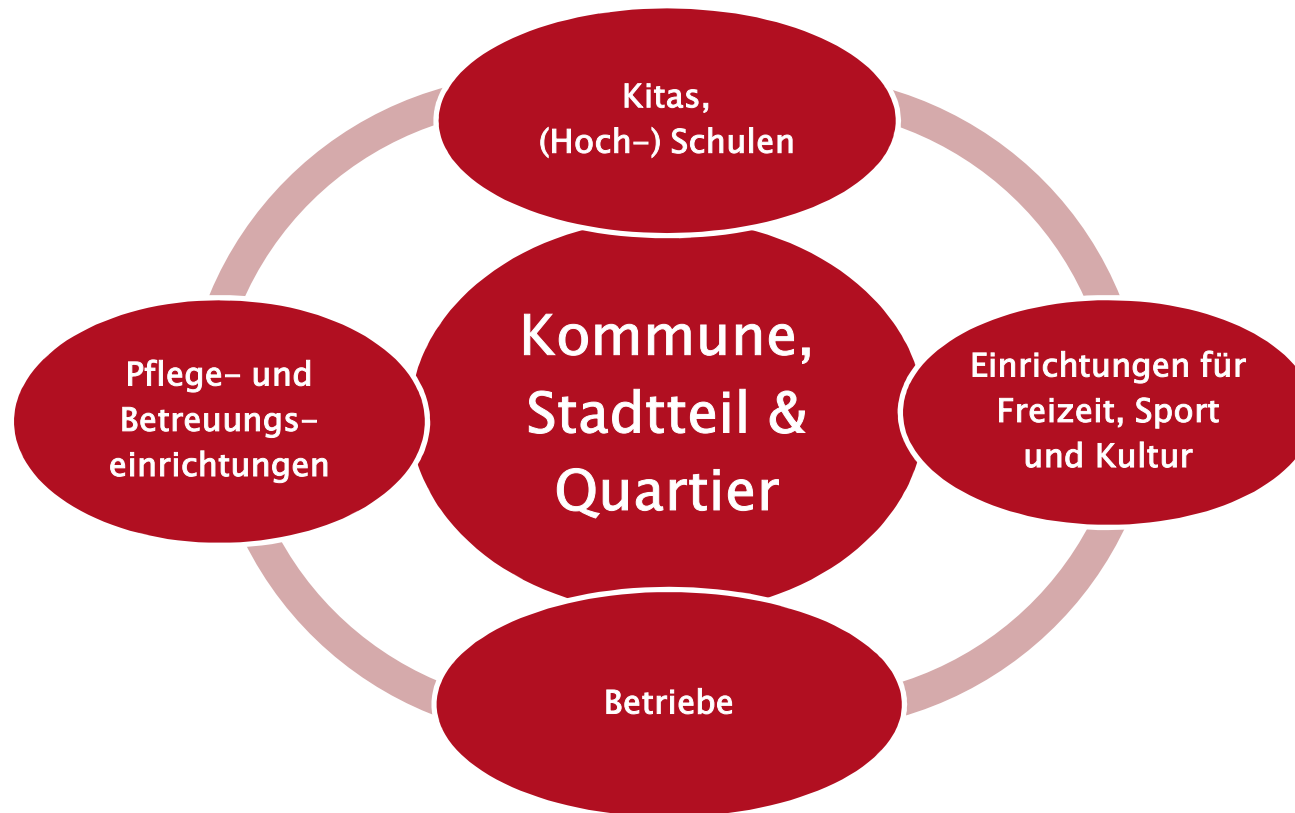 Kitas,
(Hoch-) Schulen
Kommune,
Stadtteil &
Quartier
Pflege- und
Betreuungs-
einrichtungen
Einrichtungen für
Freizeit, Sport
und Kultur
Betriebe